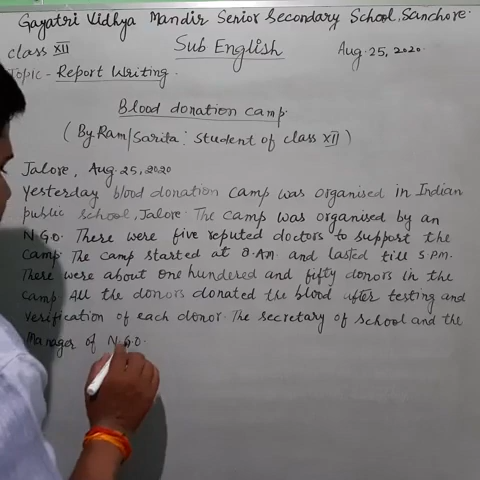 Gayatri Vidhya Mandir Senior Secondary School, Sanchore.
Class XII Sub English Aug. 25, 2020.
Topic - Report Writing.
Blood donation camp.
(By Ram/Sarita: Student of class XII)
Jalore, Aug. 25, 2020
Yesterday blood donation camp was organised in Indian
public school, Jalore. The camp was organised by an
N.G.O. There were five reputed doctors to support the
camp. The camp started at 8 A.M. and lasted till 5 P.M.
There were about one hundred and fifty donors in the
camp. All the donors donated the blood after testing and
verification of each donor. The secretary of school and the
Manager of N.G.O.